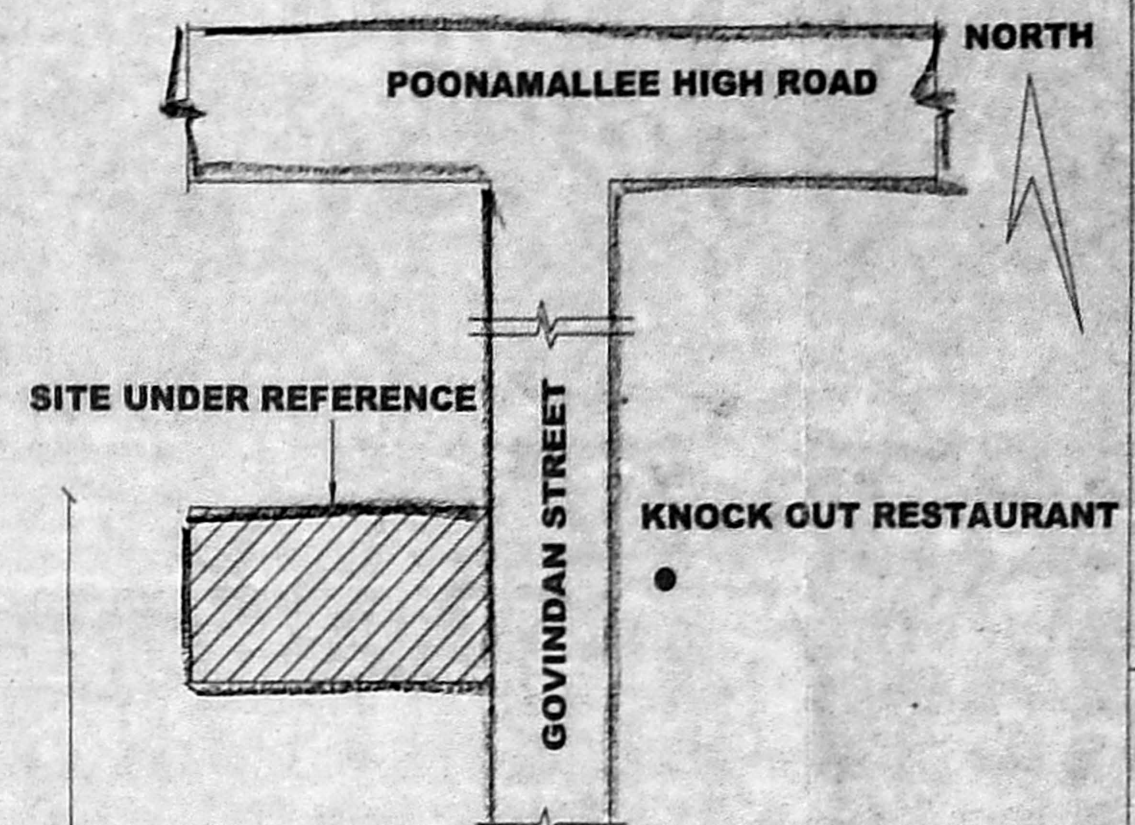 NORTH
POONAMALLEE HIGH ROAD
SITE UNDER REFERENCE
GOVINDAN STREET
KNOCK OUT RESTAURANT